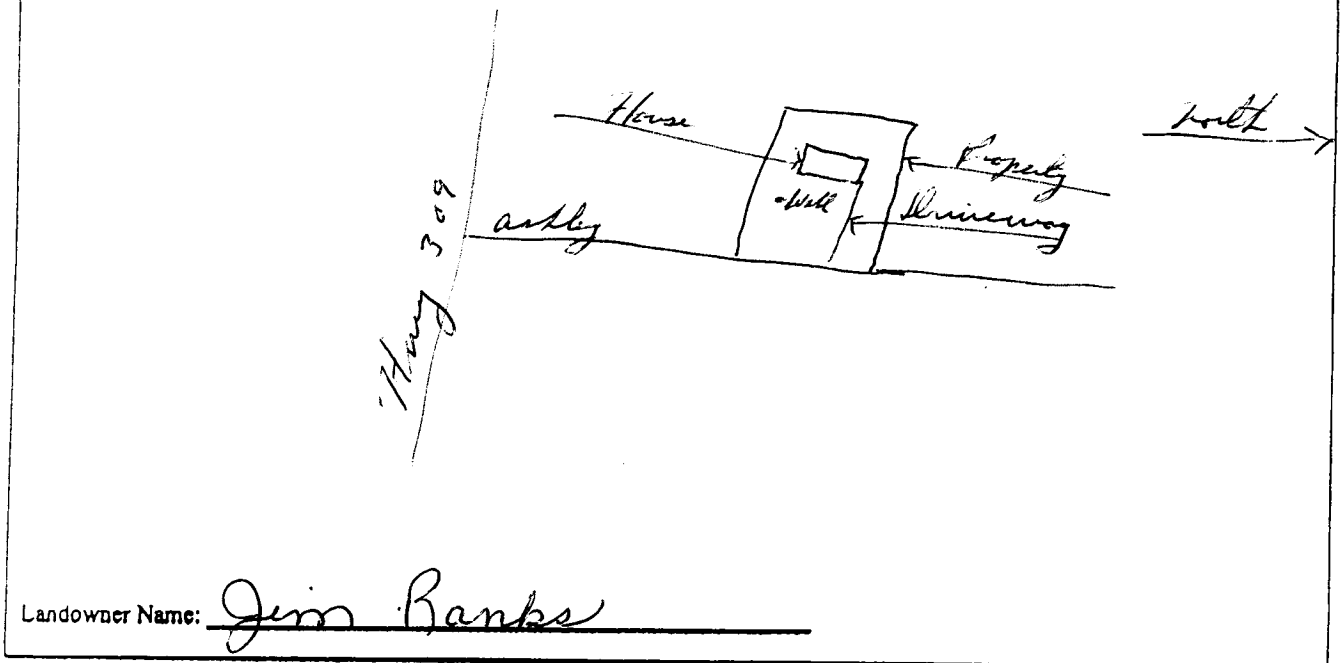 House
north
Property
Well
Driveway
ashley
Hwy 309
Landowner Name: Jim Banks